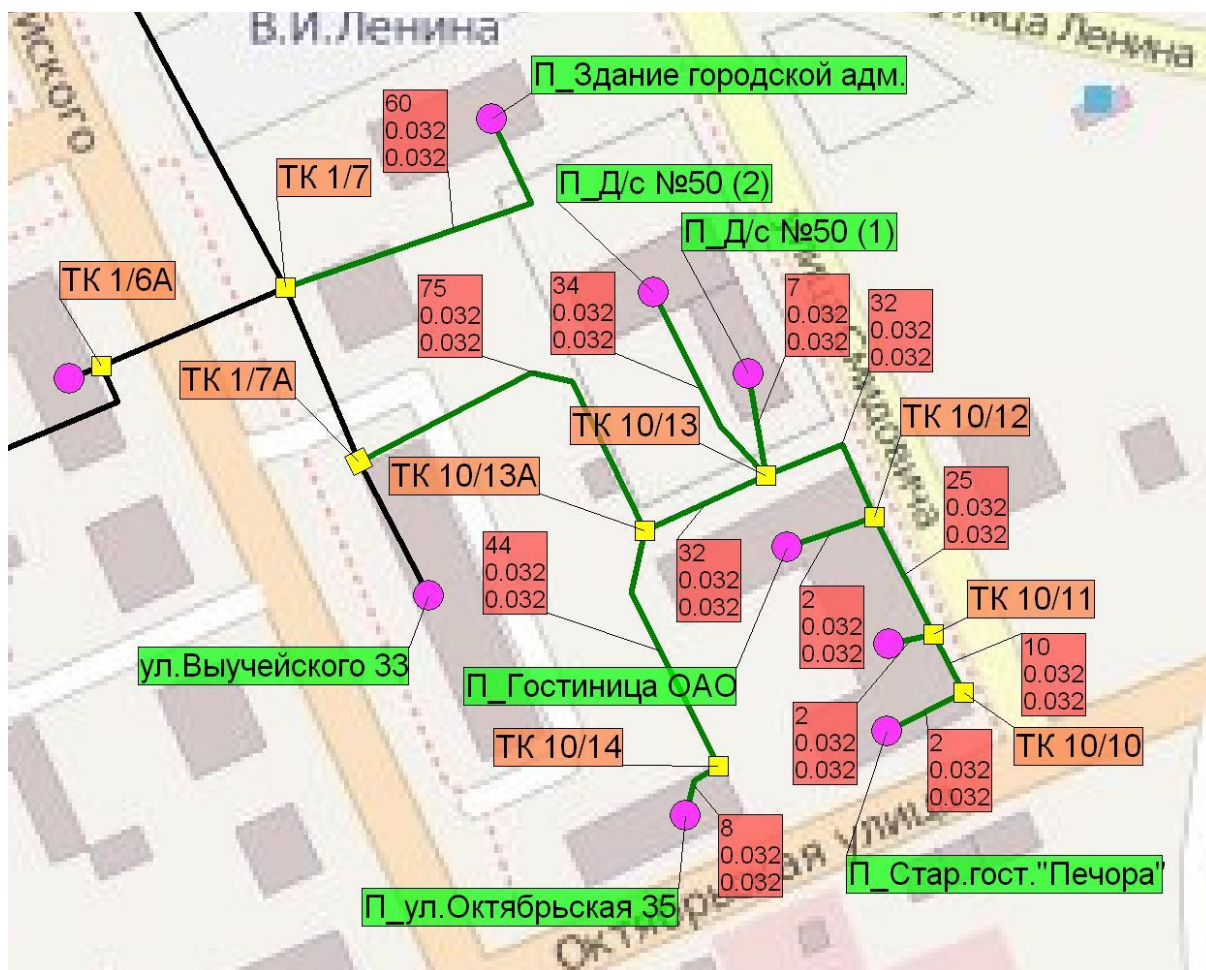 йского
В.И.Ленина
улица Ленина
П_Здание городской адм.
60
0.032
0.032
ТК 1/7
П_Д/с №50 (2)
П_Д/с №50 (1)
ТК 1/6А
75
0.032
0.032
34
0.032
0.032
7
0.032
0.032
32
0.032
0.032
ТК 1/7А
ТК 10/13
ТК 10/12
улица Смидовича
ТК 10/13А
25
0.032
0.032
44
0.032
0.032
32
0.032
0.032
2
0.032
0.032
ТК 10/11
ул.Выучейского 33
П_Гостиница ОАО
10
0.032
0.032
2
0.032
0.032
2
0.032
0.032
ТК 10/14
ТК 10/10
8
0.032
0.032
П_Стар.гост."Печора"
П_ул.Октябрьская 35
Октябрьская улица